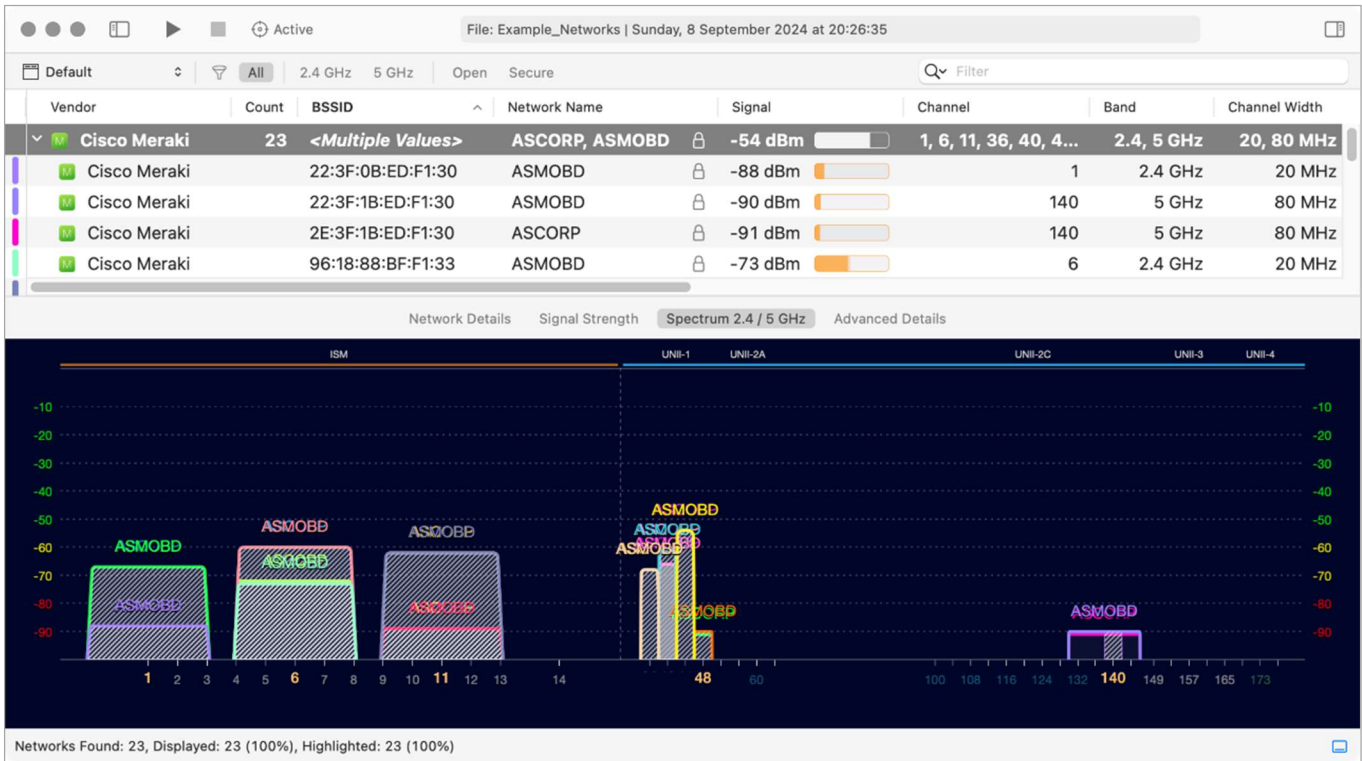 Active
File: Example_Networks | Sunday, 8 September 2024 at 20:26:35
Default All 2.4 GHz 5 GHz Open Secure Filter
Vendor Count BSSID Network Name Signal Channel Band Channel Width
M Cisco Meraki 23 <Multiple Values> ASCORP, ASMOBD -54 dBm 1, 6, 11, 36, 40, 4... 2.4, 5 GHz 20, 80 MHz
M Cisco Meraki 22:3F:0B:ED:F1:30 ASMOBD -88 dBm 1 2.4 GHz 20 MHz
M Cisco Meraki 22:3F:1B:ED:F1:30 ASMOBD -90 dBm 140 5 GHz 80 MHz
M Cisco Meraki 2E:3F:1B:ED:F1:30 ASCORP -91 dBm 140 5 GHz 80 MHz
M Cisco Meraki 96:18:88:BF:F1:33 ASMOBD -73 dBm 6 2.4 GHz 20 MHz
Network Details Signal Strength Spectrum 2.4 / 5 GHz Advanced Details
ISM UNII-1 UNII-2A UNII-2C UNII-3 UNII-4
-10 -10
-20 -20
-30 -30
-40 -40
ASMOBD
-50 -50
ASMOBD ASMOBD ASMOBD
ASMOBD ASMOBD
-60 -60
-70 -70
-80 ASMOBD ASMOBD -80
-90 -90
1 2 3 4 5 6 7 8 9 10 11 12 13 14 48 60 100 108 116 124 132 140 149 157 165 173
Networks Found: 23, Displayed: 23 (100%), Highlighted: 23 (100%)